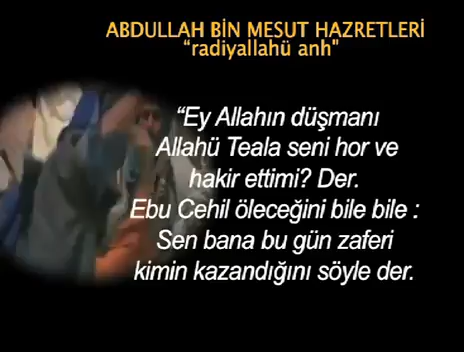 ABDULLAH BİN MESUT HAZRETLERİ
“radiyallahü anh"
“Ey Allahın düşmanı
Allahü Teala seni hor ve
hakir ettimi? Der.
Ebu Cehil öleceğini bile bile :
Sen bana bu gün zaferi
kimin kazandığını söyle der.